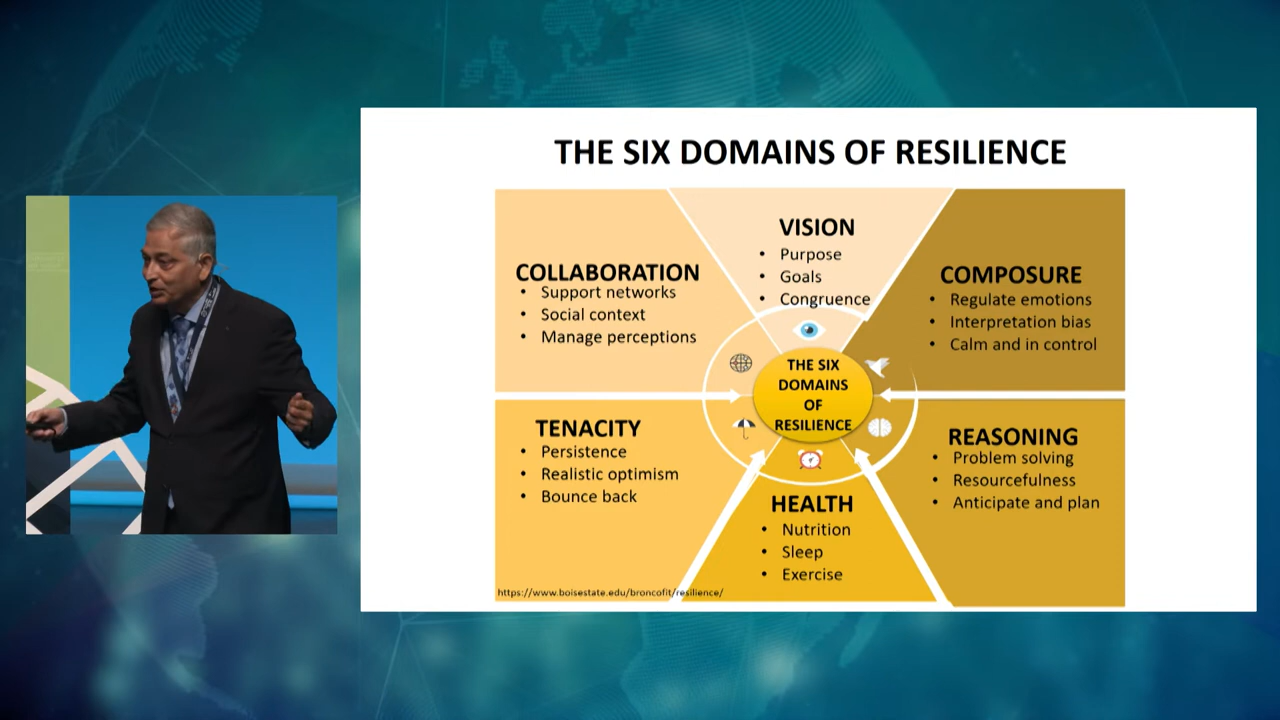 THE SIX DOMAINS OF RESILIENCE
VISION
• Purpose
• Goals
• Congruence
COLLABORATION
• Support networks
• Social context
• Manage perceptions
COMPOSURE
• Regulate emotions
• Interpretation bias
• Calm and in control
THE SIX
DOMAINS
OF
RESILIENCE
TENACITY
• Persistence
• Realistic optimism
• Bounce back
REASONING
• Problem solving
• Resourcefulness
• Anticipate and plan
HEALTH
• Nutrition
• Sleep
• Exercise
https://www.boisestate.edu/broncofit/resilience/